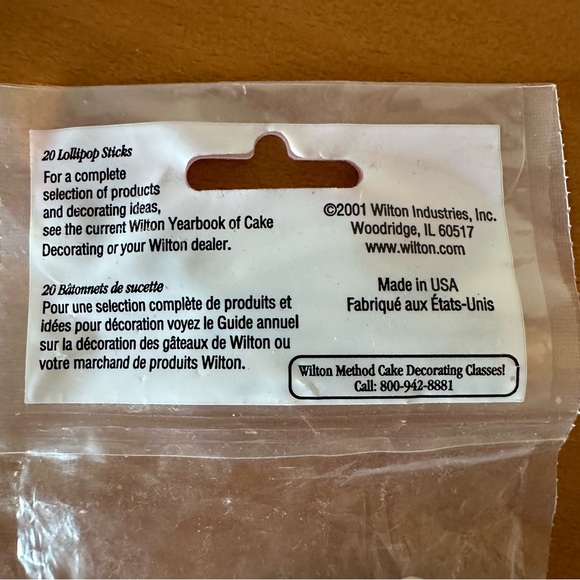 20 Lollipop Sticks
For a complete
selection of products
and decorating ideas,
see the current Wilton Yearbook of Cake
Decorating or your Wilton dealer.
20 Bâtonnets de sucette
Pour une selection complète de produits et
idées pour décoration voyez le Guide annuel
sur la décoration des gâteaux de Wilton ou
votre marchand de produits Wilton.
©2001 Wilton Industries, Inc.
Woodridge, IL 60517
www.wilton.com
Made in USA
Fabriqué aux États-Unis
Wilton Method Cake Decorating Classes!
Call: 800-942-8881